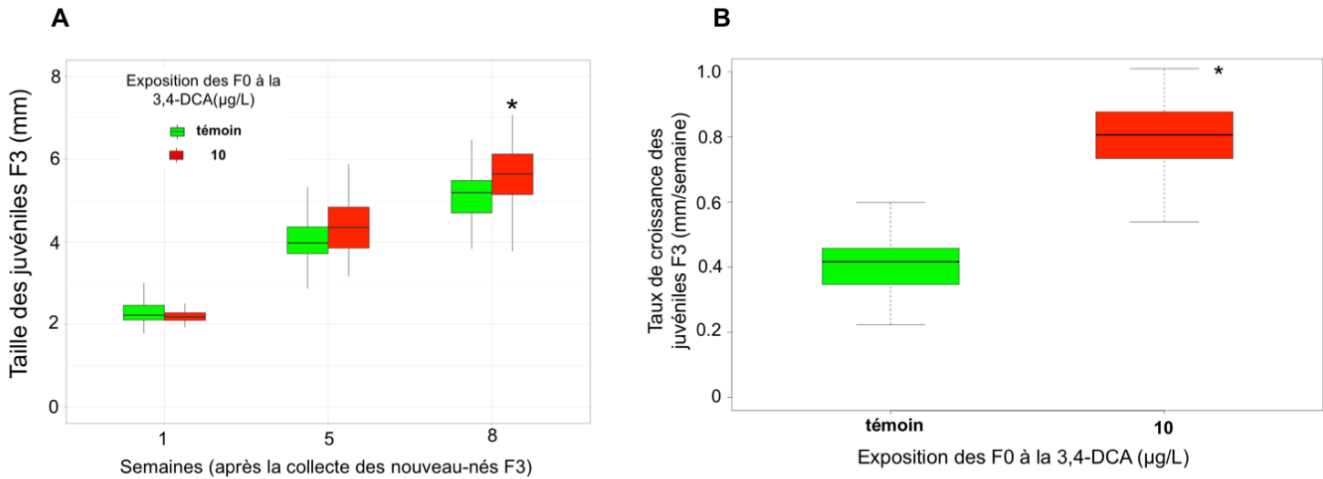 A
Taille des juvéniles F3 (mm)
8
6
4
2
0
Exposition des F0 à la
3,4-DCA(µg/L)
témoin
10
*
1
5
8
Semaines (après la collecte des nouveau-nés F3)
B
Taux de croissance des
juvéniles F3 (mm/semaine)
1.0
0.8
0.6
0.4
0.2
0
*
témoin
10
Exposition des F0 à la 3,4-DCA (µg/L)